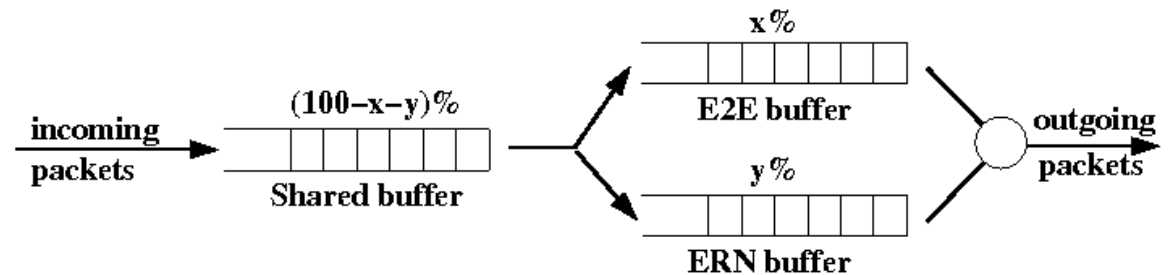 x%
(100−x−y)%
E2E buffer
incoming
packets
outgoing
packets
y%
Shared buffer
ERN buffer